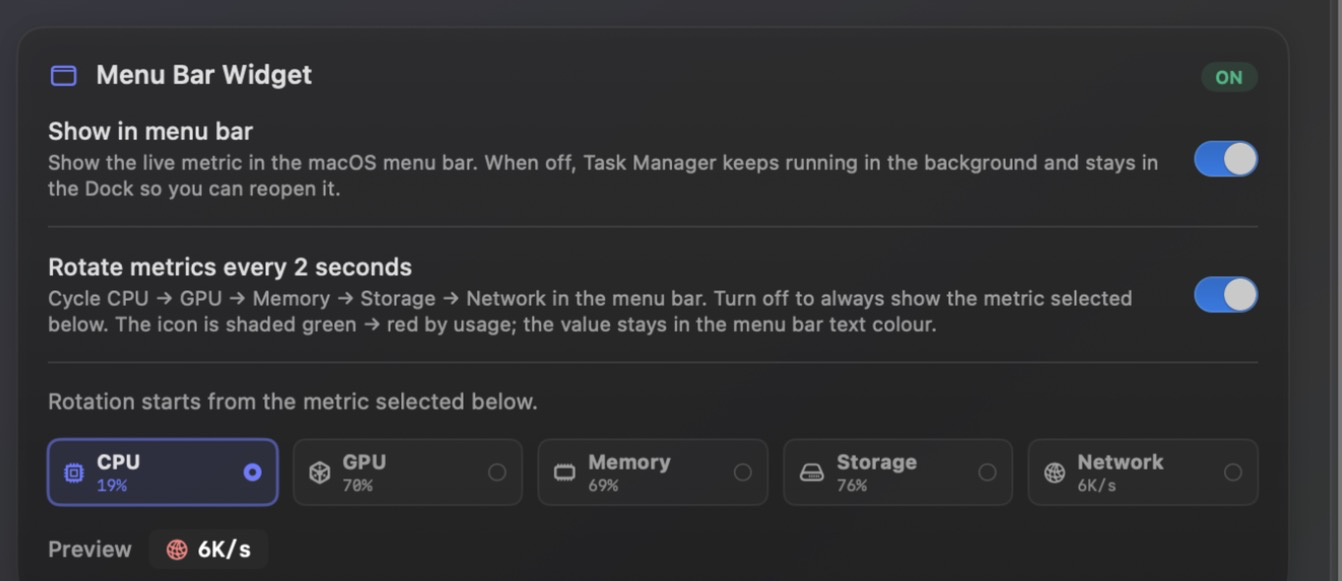 Menu Bar Widget
ON
Show in menu bar
Show the live metric in the macOS menu bar. When off, Task Manager keeps running in the background and stays in
the Dock so you can reopen it.
Rotate metrics every 2 seconds
Cycle CPU → GPU → Memory → Storage → Network in the menu bar. Turn off to always show the metric selected
below. The icon is shaded green → red by usage; the value stays in the menu bar text colour.
Rotation starts from the metric selected below.
CPU
19%
GPU
70%
Memory
69%
Storage
76%
Network
6K/s
Preview
6K/s